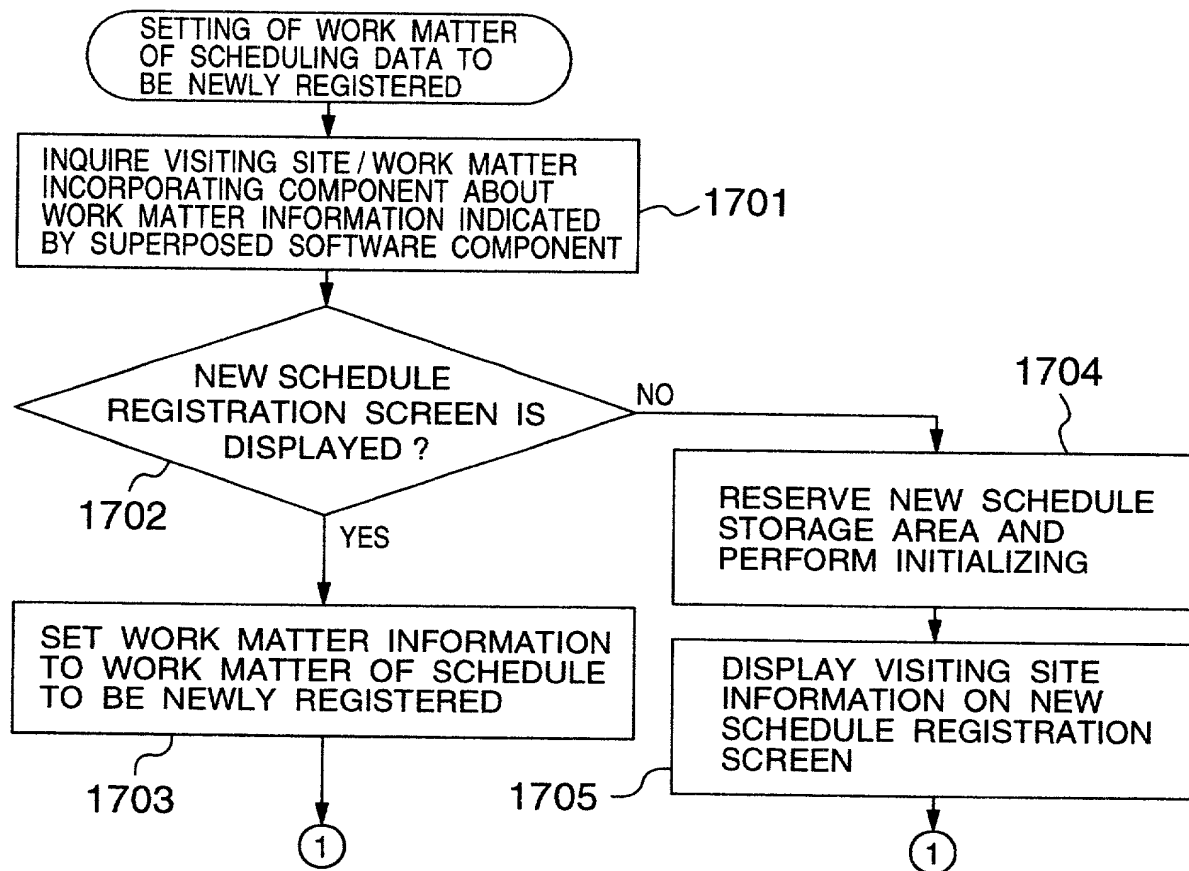 SETTING OF WORK MATTER
OF SCHEDULING DATA TO
BE NEWLY REGISTERED
INQUIRE VISITING SITE / WORK MATTER
INCORPORATING COMPONENT ABOUT
WORK MATTER INFORMATION INDICATED
BY SUPERPOSED SOFTWARE COMPONENT
1701
NEW SCHEDULE
REGISTRATION SCREEN IS
DISPLAYED ?
1702
NO
YES
1704
RESERVE NEW SCHEDULE
STORAGE AREA AND
PERFORM INITIALIZING
SET WORK MATTER INFORMATION
TO WORK MATTER OF SCHEDULE
TO BE NEWLY REGISTERED
1703
DISPLAY VISITING SITE
INFORMATION ON NEW
SCHEDULE REGISTRATION
SCREEN
1705
1
1